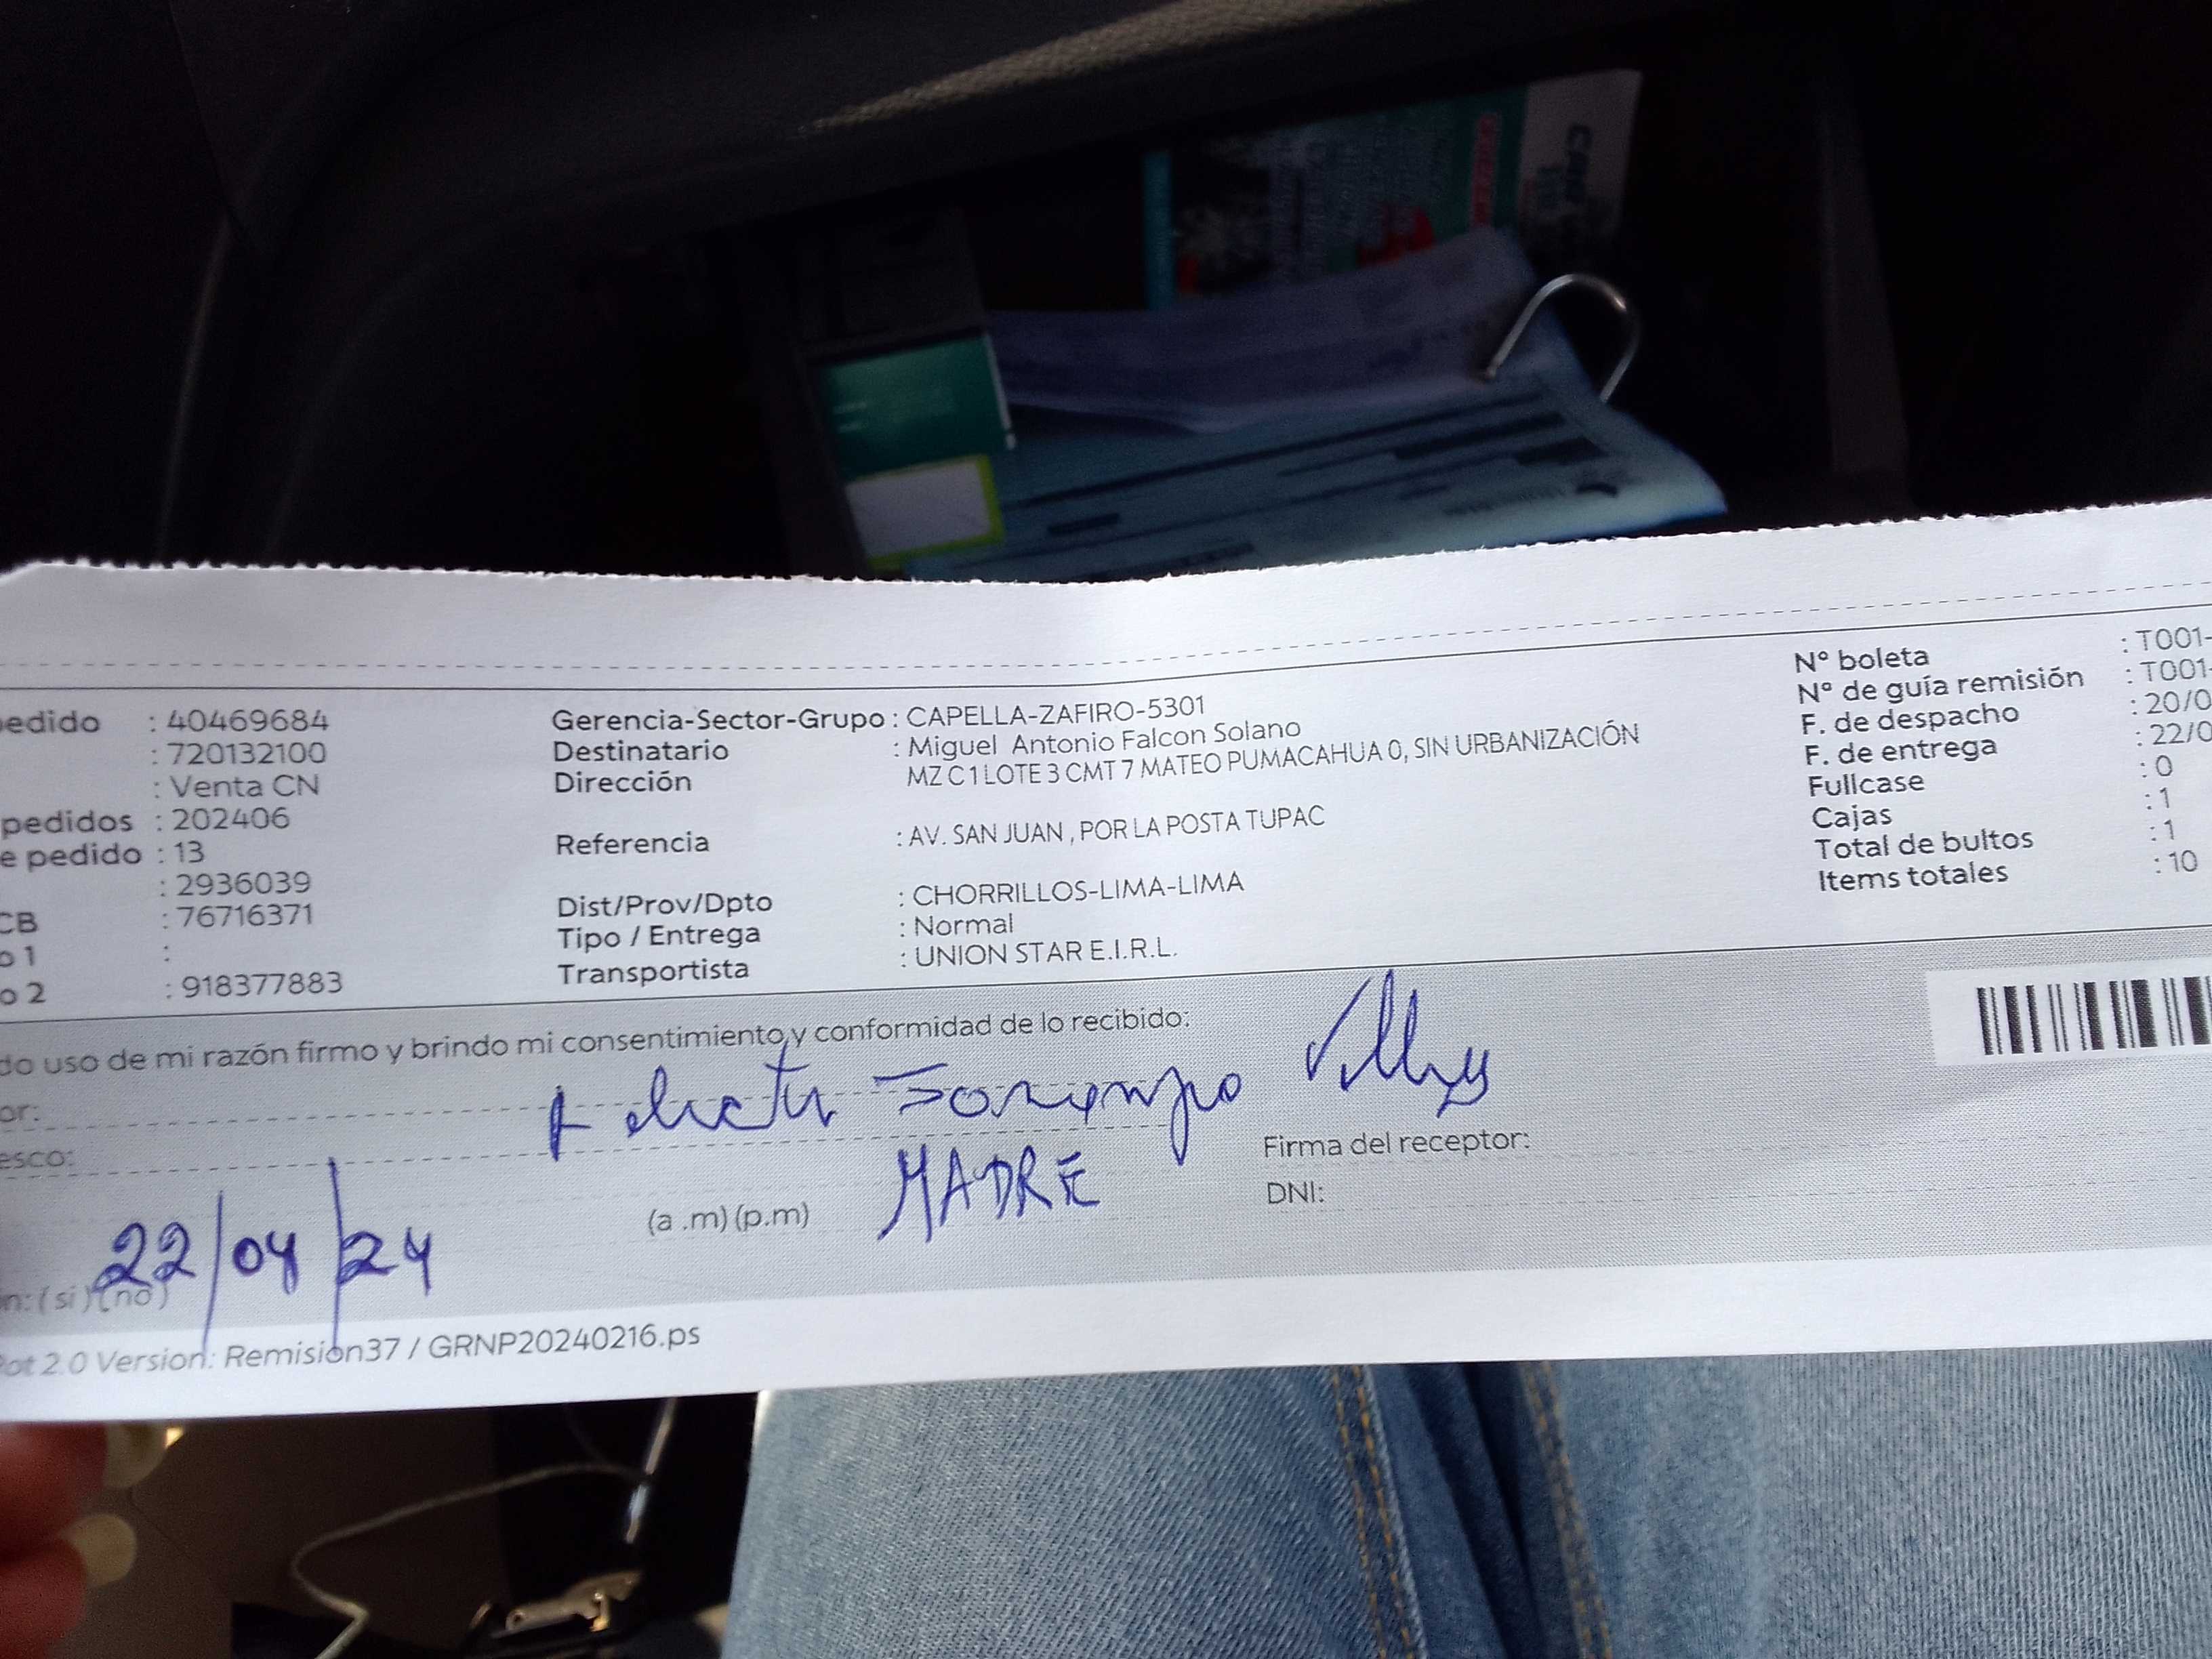 edido : 40469684
: 720132100
: Venta CN
pedidos : 202406
e pedido : 13
: 2936039
CB : 76716371
o 1 :
o 2 : 918377883
Gerencia-Sector-Grupo : CAPELLA-ZAFIRO-5301
Destinatario : Miguel Antonio Falcon Solano
Dirección MZ C1 LOTE 3 CMT 7 MATEO PUMACAHUA 0, SIN URBANIZACIÓN
Referencia : AV. SAN JUAN , POR LA POSTA TUPAC
Dist/Prov/Dpto : CHORRILLOS-LIMA-LIMA
Tipo / Entrega : Normal
Transportista : UNION STAR E.I.R.L.
N° boleta : T001-
N° de guía remisión : T001-
F. de despacho : 20/0
F. de entrega : 22/0
Fullcase : 0
Cajas : 1
Total de bultos : 1
Items totales : 10
do uso de mi razón firmo y brindo mi consentimiento y conformidad de lo recibido:
or:
esco: MADRE
Firma del receptor:
22/04/24 (a .m) (p.m)
DNI:
n: ( si ) ( no )
Pot 2.0 Version: Remision37 / GRNP20240216.ps